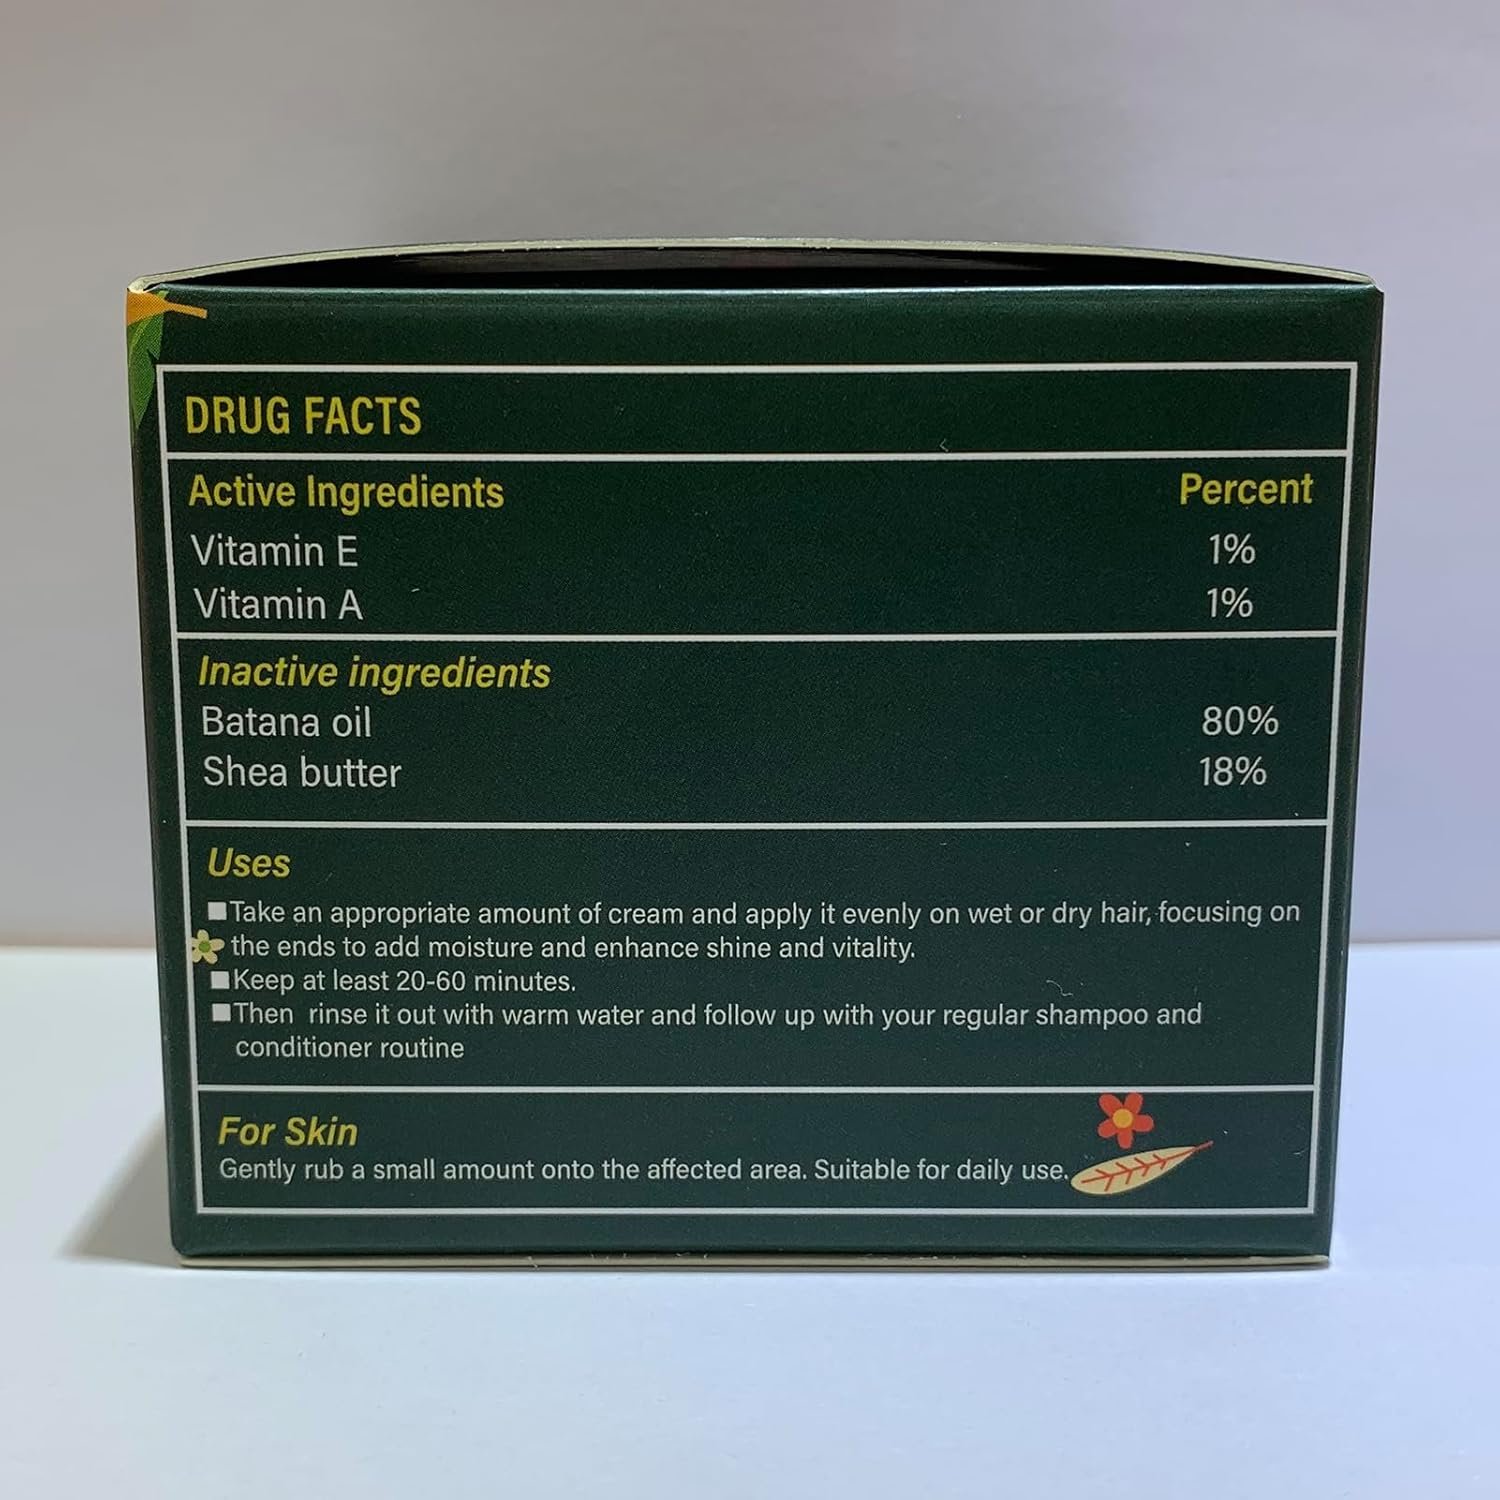 DRUG FACTS
Active Ingredients Percent
Vitamin E 1%
Vitamin A 1%
Inactive ingredients
Batana oil 80%
Shea butter 18%
Uses
■Take an appropriate amount of cream and apply it evenly on wet or dry hair, focusing on
the ends to add moisture and enhance shine and vitality.
■Keep at least 20-60 minutes.
■Then rinse it out with warm water and follow up with your regular shampoo and
conditioner routine
For Skin
Gently rub a small amount onto the affected area. Suitable for daily use.